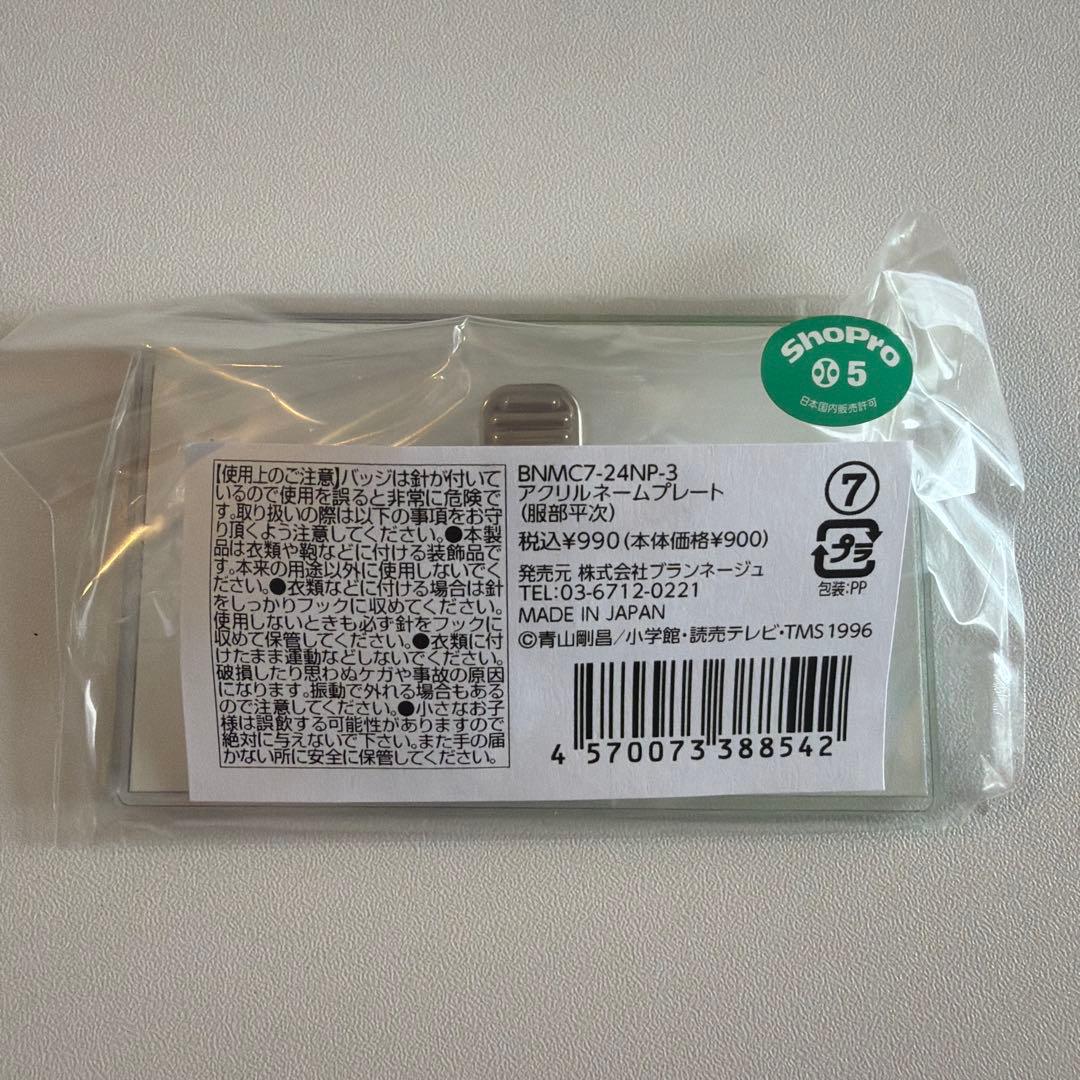 ShoPro
5
日本国内販売許可
【使用上のご注意】バッジは針が付いて
いるので使用を誤ると非常に危険で
す。取り扱いの際は以下の事項をお守
り頂くよう注意してください。●本製
品は衣類や鞄などに付ける装飾品で
す。本来の用途以外に使用しないでく
ださい。●衣類などに付ける場合は針
をしっかりフックに収めてください。
使用しないときも必ず針をフックに
収めて保管してください。●衣類に付
けたまま運動などしないでください。
破損したり思わぬケガや事故の原因
になります。振動で外れる場合もある
ので注意してください。●小さなお子
様は誤飲する可能性がありますので
絶対に与えないで下さい。また手の届
かない所に安全に保管してください。
BNMC7-24NP-3
アクリルネームプレート
(服部平次)
税込¥990(本体価格¥900)
発売元 株式会社ブランネージュ
TEL:03-6712-0221
MADE IN JAPAN
©青山剛昌/小学館・読売テレビ・TMS 1996
⑦
プラ
包装:PP
4 570073 388542